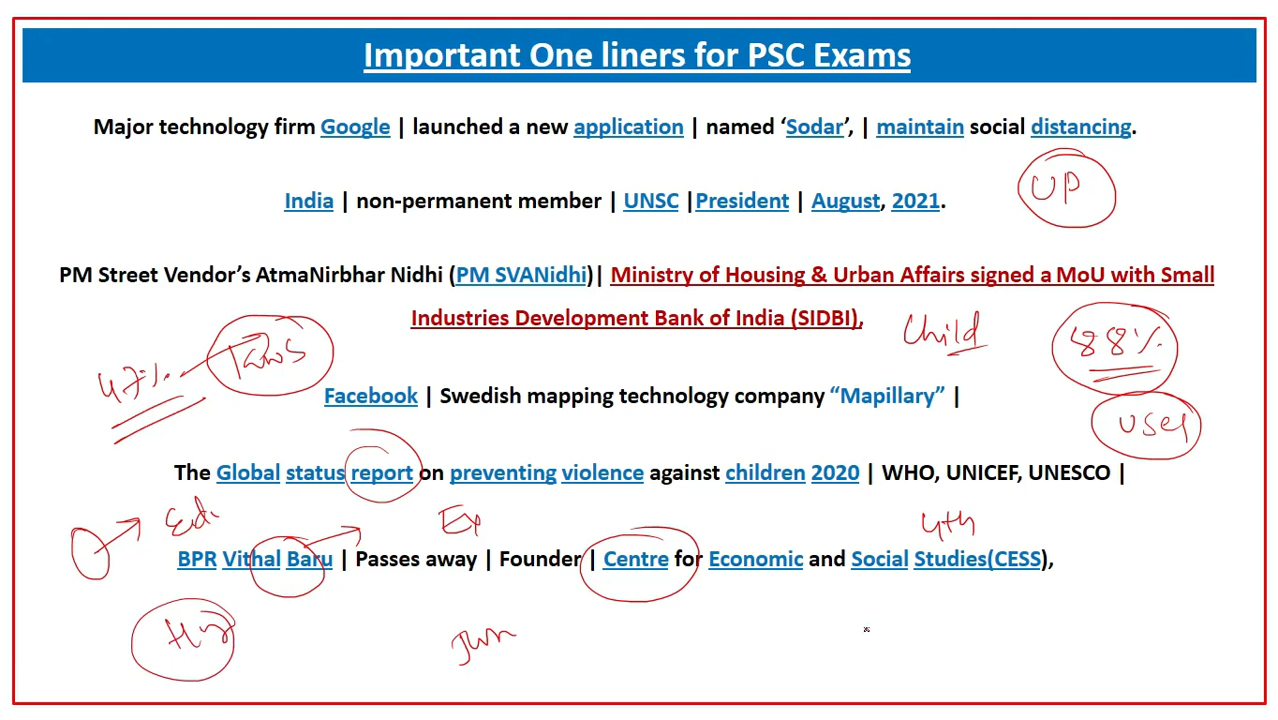 Important One liners for PSC Exams
Major technology firm Google | launched a new application | named ‘Sodar’, | maintain social distancing.
UP
India | non-permanent member | UNSC |President | August, 2021.
PM Street Vendor’s AtmaNirbhar Nidhi (PM SVANidhi)| Ministry of Housing & Urban Affairs signed a MoU with Small
Industries Development Bank of India (SIDBI),
Child
88%
47%
Laws
Facebook | Swedish mapping technology company “Mapillary” |
The Global status report on preventing violence against children 2020 | WHO, UNICEF, UNESCO |
Ex
4th
BPR Vithal Baru | Passes away | Founder | Centre for Economic and Social Studies(CESS),
Hyd